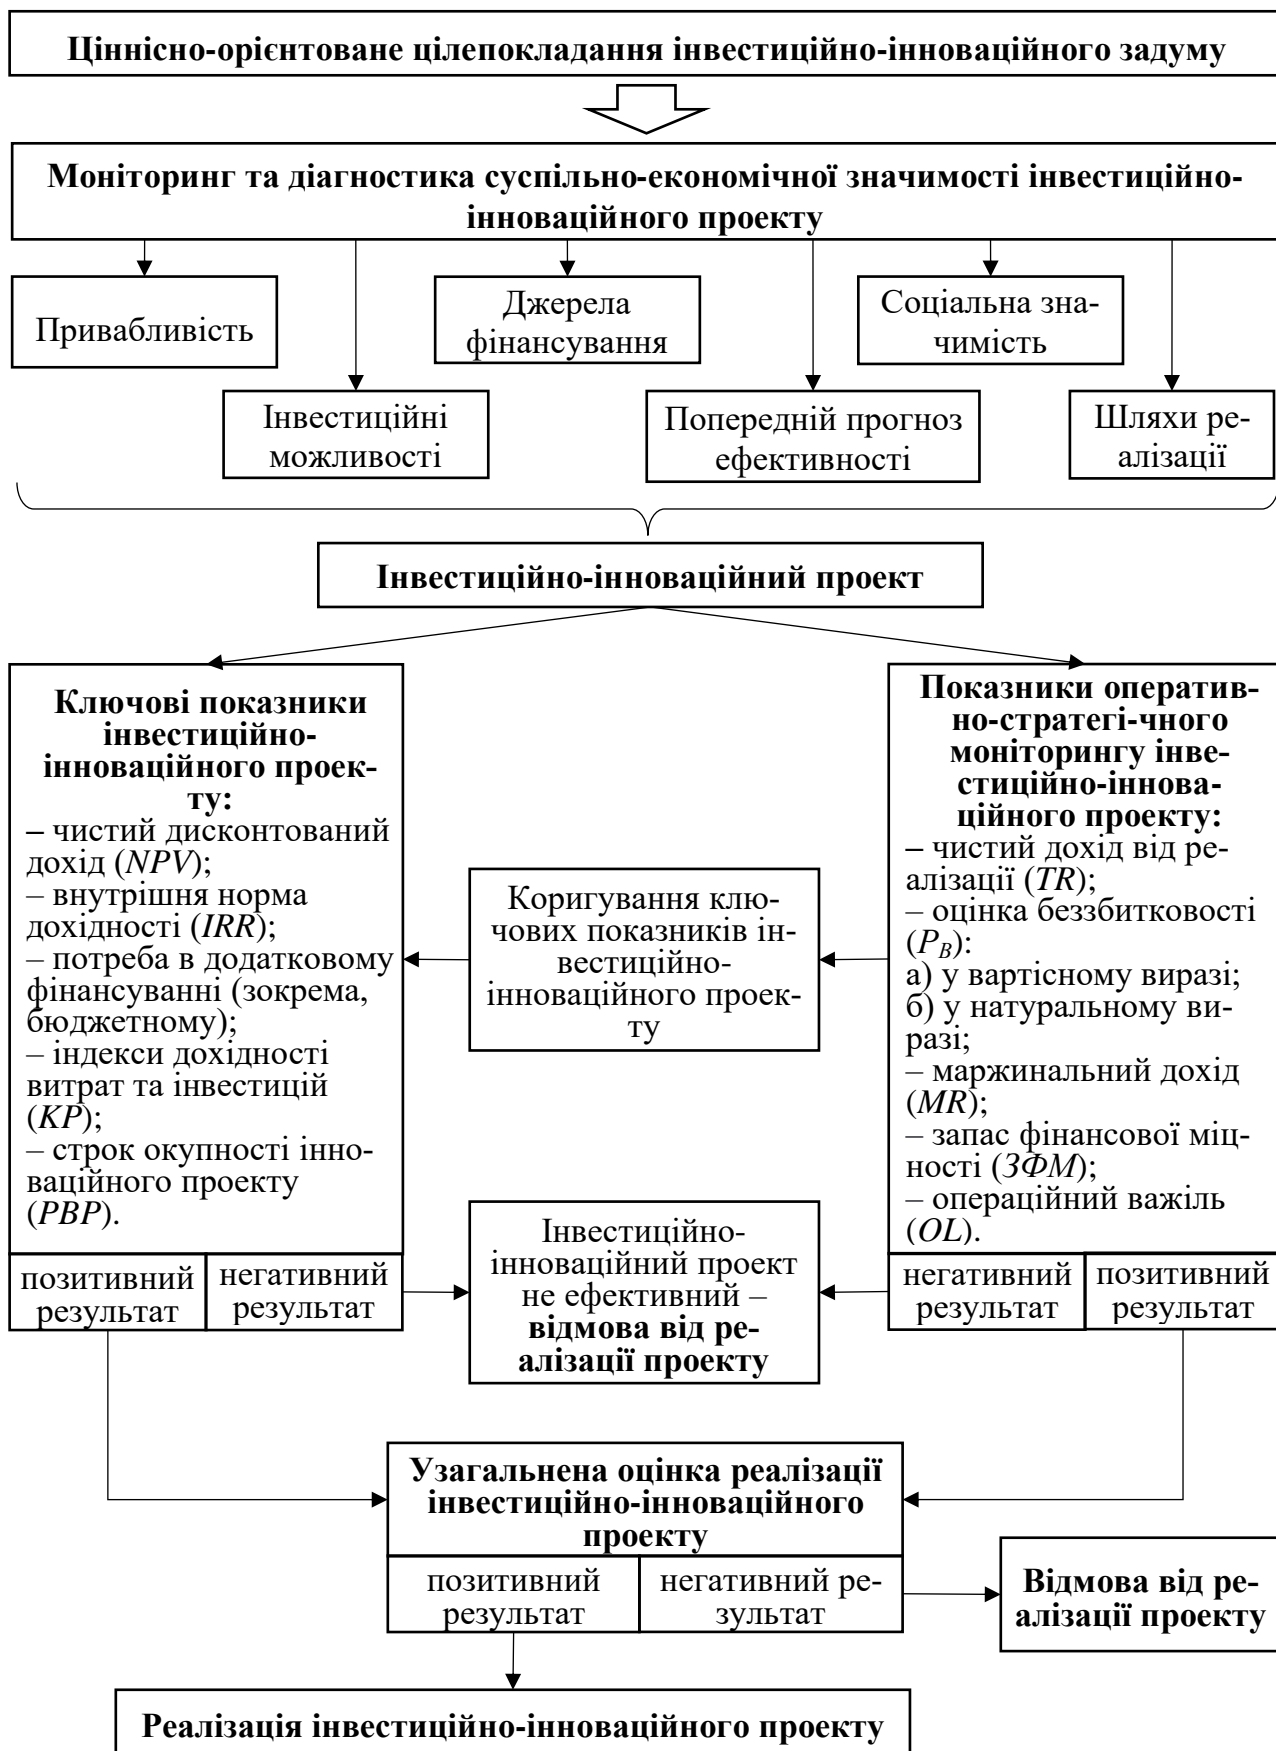 Ціннісно-орієнтоване цілепокладання інвестиційно-інноваційного задуму
Моніторинг та діагностика суспільно-економічної значимості інвестиційно-
інноваційного проекту
Привабливість
Джерела
фінансування
Соціальна зна-
чимість
Інвестиційні
можливості
Попередній прогноз
ефективності
Шляхи ре-
алізації
Інвестиційно-інноваційний проект
Ключові показники
інвестиційно-
інноваційного проек-
ту:
– чистий дисконтований
дохід (NPV);
– внутрішня норма
дохідності (IRR);
– потреба в додатковому
фінансуванні (зокрема,
бюджетному);
– індекси дохідності
витрат та інвестицій
(KP);
– строк окупності інно-
ваційного проекту
(PBP).
позитивний
результат
негативний
результат
Коригування клю-
чових показників ін-
вестиційно-
інноваційного проек-
ту
Інвестиційно-
інноваційний проект
не ефективний –
відмова від ре-
алізації проекту
Показники оператив-
но-стратегі-чного
моніторингу інве-
стиційно-іннова-
ційного проекту:
– чистий дохід від ре-
алізації (TR);
– оцінка беззбитковості
(P_B):
а) у вартісному виразі;
б) у натуральному ви-
разі;
– маржинальний дохід
(MR);
– запас фінансової міц-
ності (ЗФМ);
– операційний важіль
(OL).
негативний
результат
позитивний
результат
Узагальнена оцінка реалізації
інвестиційно-інноваційного
проекту
позитивний
результат
негативний ре-
зультат
Відмова від ре-
алізації проекту
Реалізація інвестиційно-інноваційного проекту